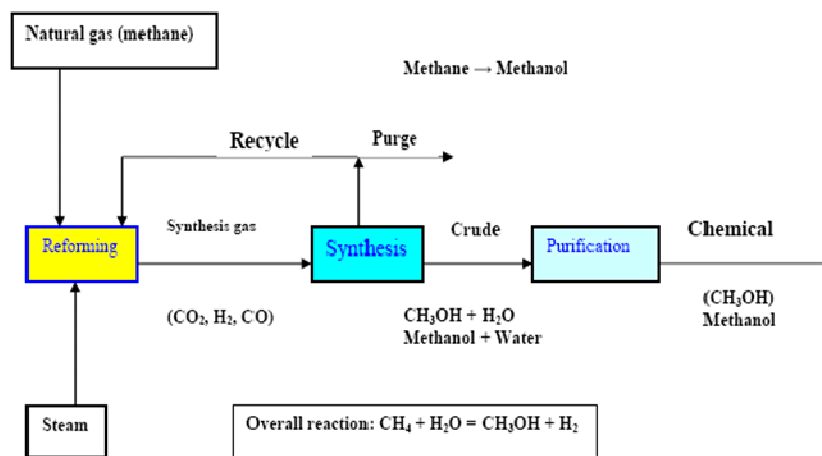 Natural gas (methane)
Methane → Methanol
Recycle
Purge
Reforming
Synthesis gas
Synthesis
Crude
Purification
Chemical
(CO₂, H₂, CO)
CH₃OH + H₂O
Methanol + Water
(CH₃OH)
Methanol
Steam
Overall reaction: CH₄ + H₂O = CH₃OH + H₂